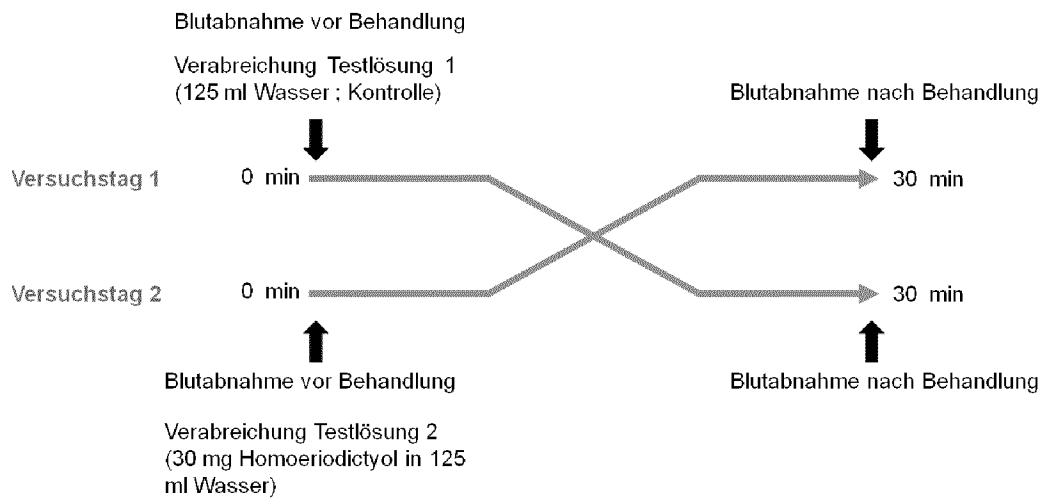 Blutabnahme vor Behandlung
Verabreichung Testlösung 1
(125 ml Wasser ; Kontrolle)
Blutabnahme nach Behandlung
Versuchstag 1
0 min
30 min
Versuchstag 2
0 min
30 min
Blutabnahme vor Behandlung
Blutabnahme nach Behandlung
Verabreichung Testlösung 2
(30 mg Homoeriodictyol in 125
ml Wasser)